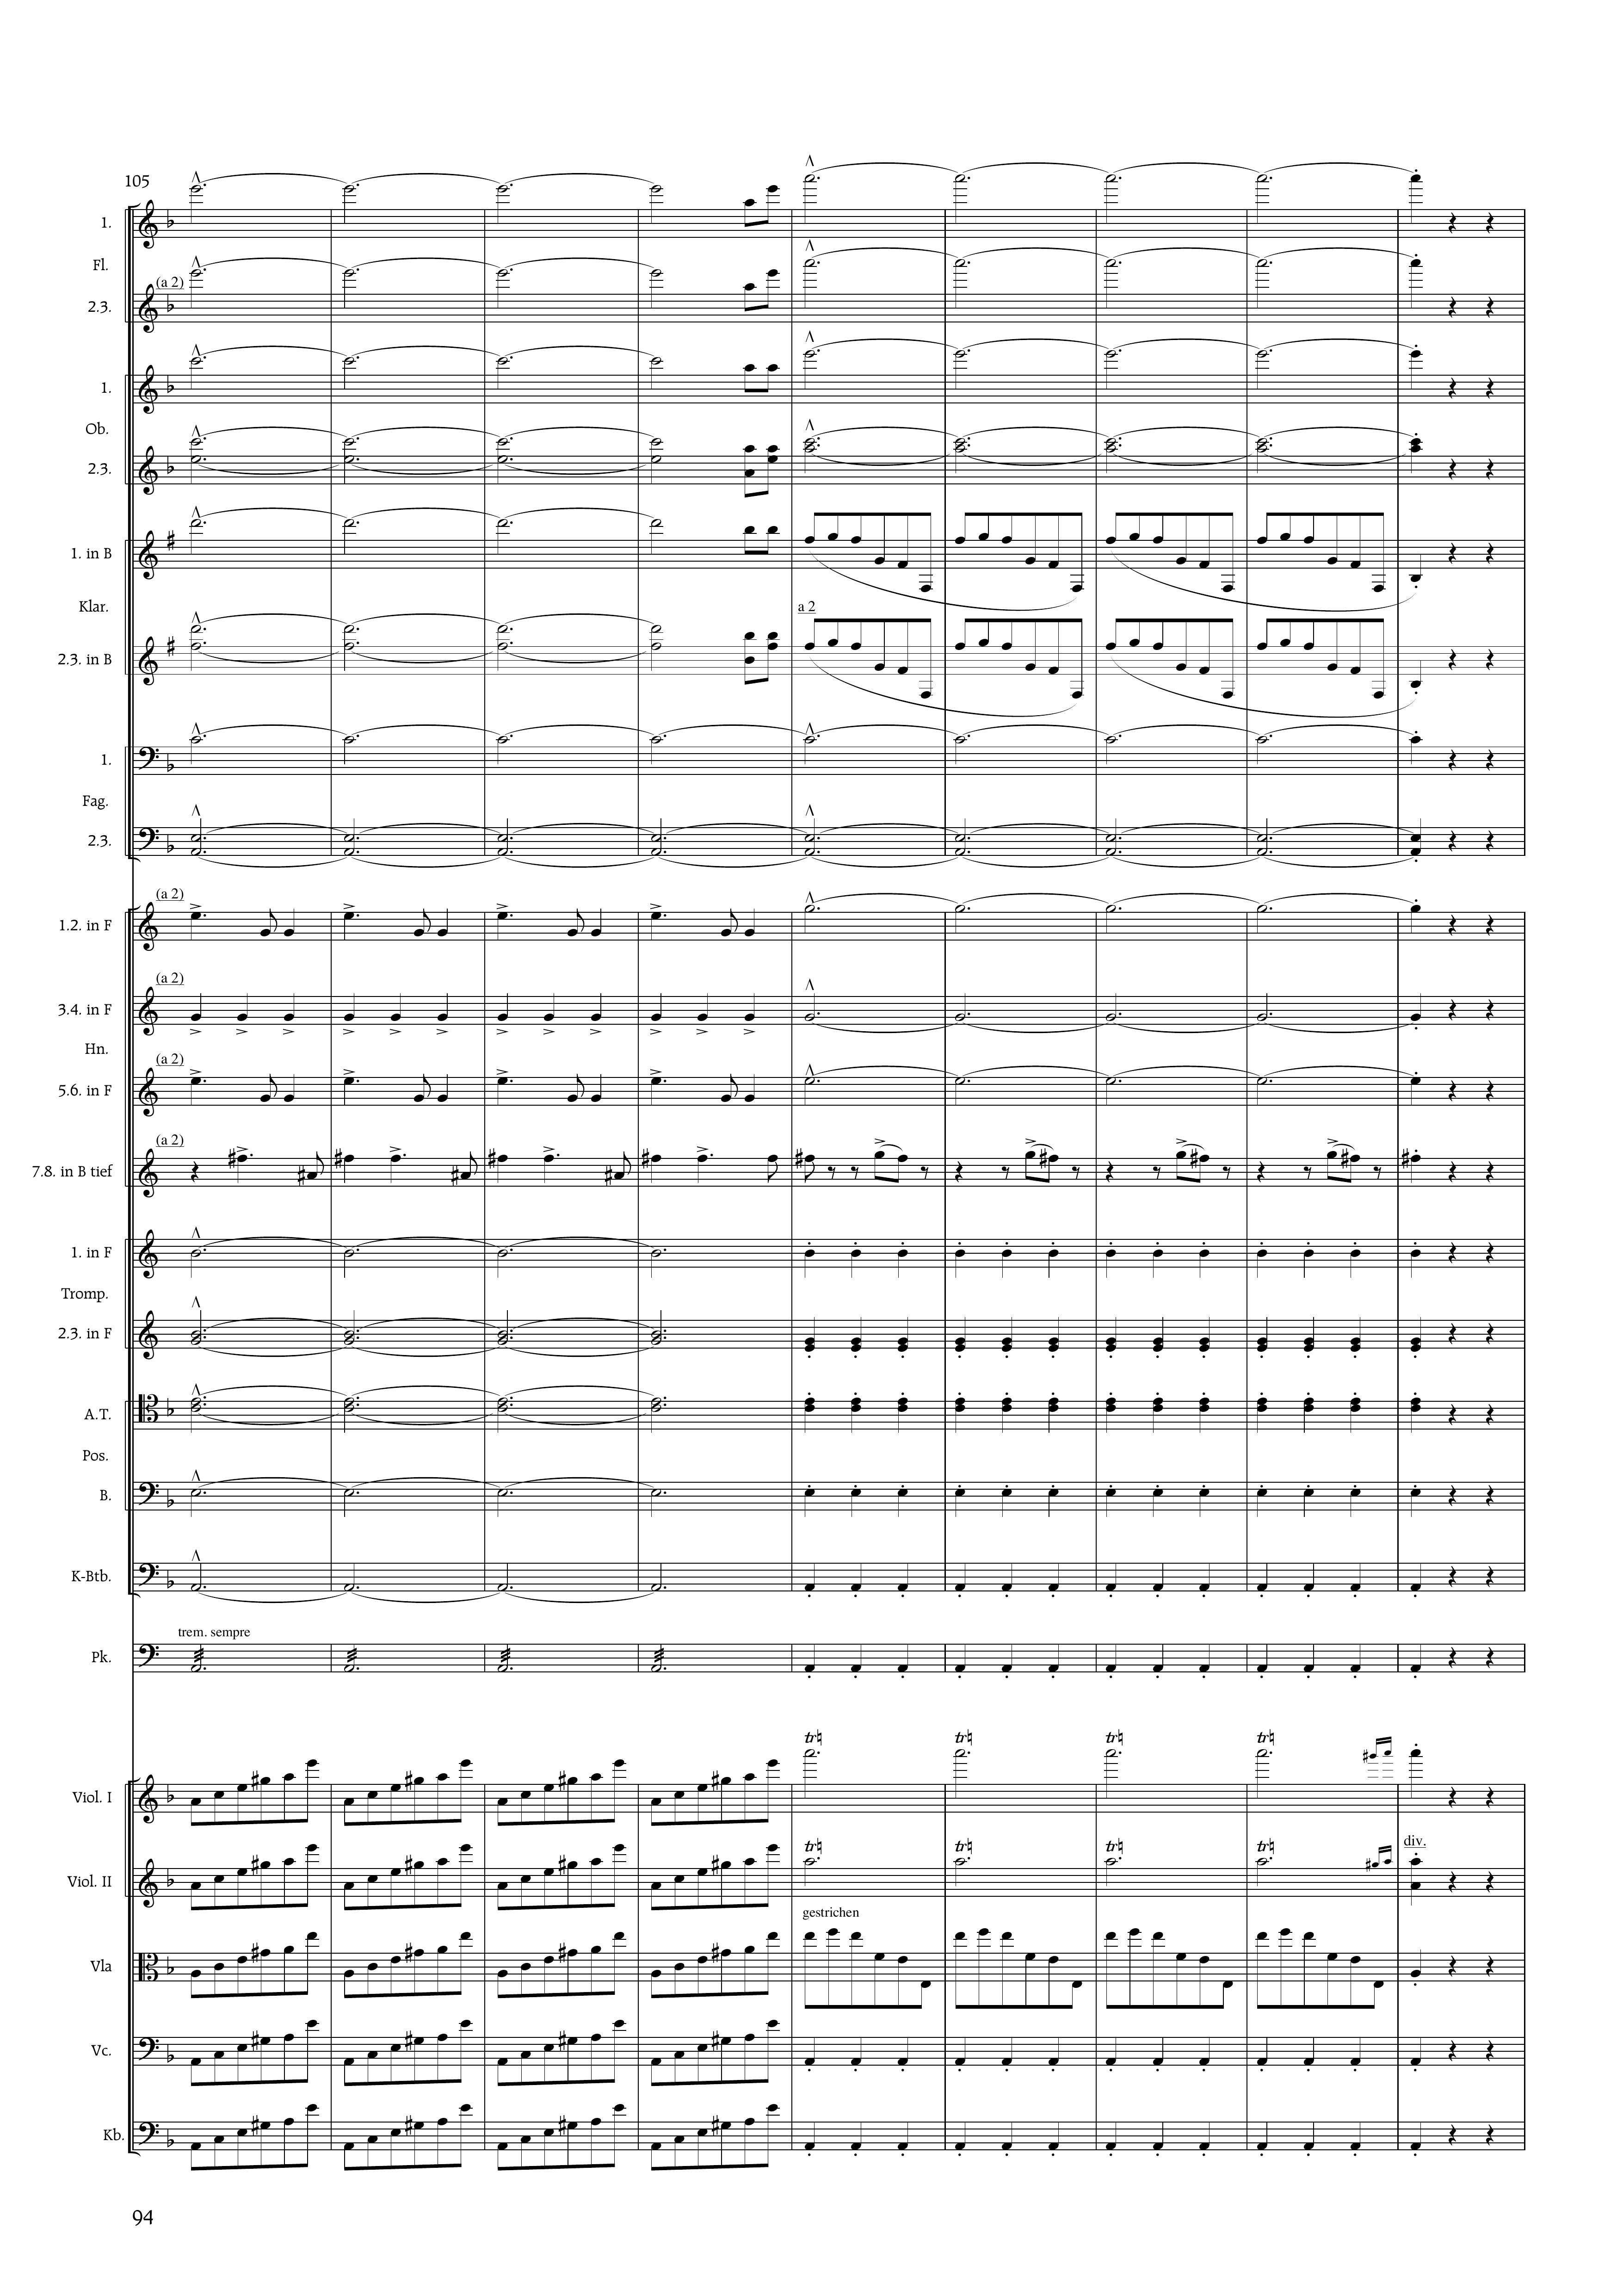 105
1.
Fl.
(a 2)
2.3.
1.
Ob.
2.3.
1. in B
Klar.
a 2
2.3. in B
1.
Fag.
2.3.
(a 2)
1.2. in F
(a 2)
3.4. in F
Hn.
(a 2)
5.6. in F
(a 2)
7.8. in B tief
1. in F
Tromp.
2.3. in F
A.T.
Pos.
B.
K-Btb.
trem. sempre
Pk.
tr tr tr tr
Viol. I
div.
tr tr tr tr
Viol. II
gestrichen
Vla
Vc.
Kb.
94